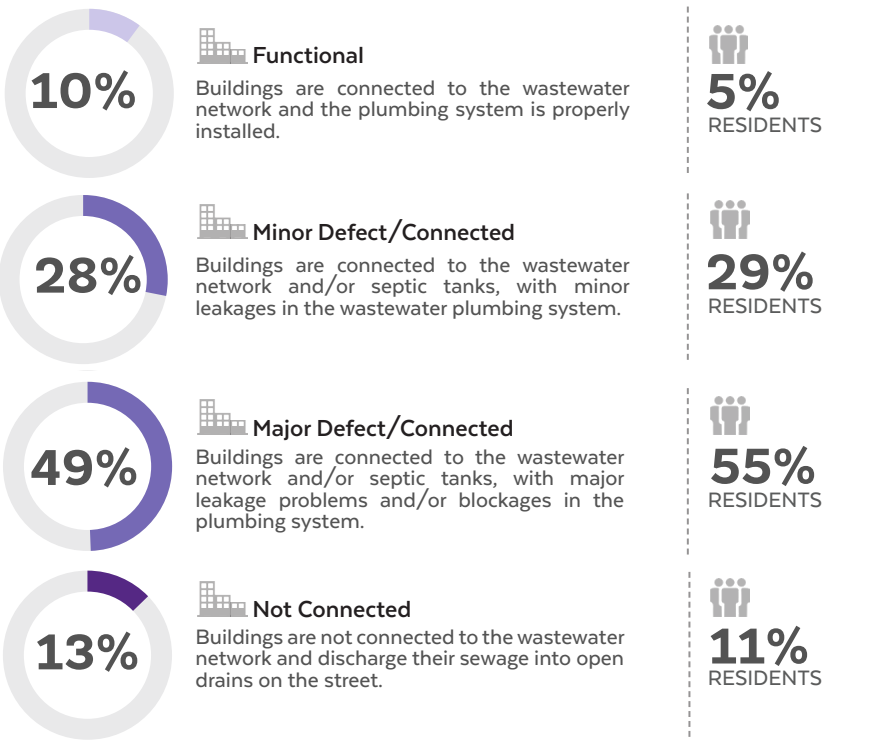 10%
Functional
Buildings are connected to the wastewater
network and the plumbing system is properly
installed.
5%
RESIDENTS
28%
Minor Defect/Connected
Buildings are connected to the wastewater
network and/or septic tanks, with minor
leakages in the wastewater plumbing system.
29%
RESIDENTS
49%
Major Defect/Connected
Buildings are connected to the wastewater
network and/or septic tanks, with major
leakage problems and/or blockages in the
plumbing system.
55%
RESIDENTS
13%
Not Connected
Buildings are not connected to the wastewater
network and discharge their sewage into open
drains on the street.
11%
RESIDENTS